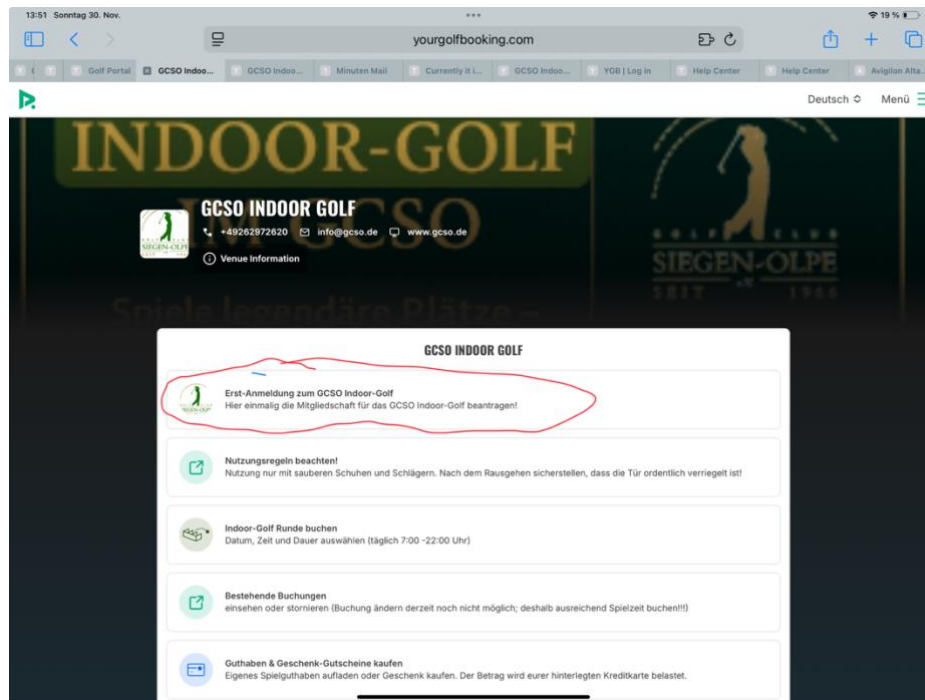 13:51 Sonntag 30. Nov.
19 %
yourgolfbooking.com
Golf Portal
GCSO Indoo...
GCSO Indoo...
Minuten Mail
Currently it i...
GCSO Indoo...
YGB | Log in
Help Center
Help Center
Avigilon Alta...
Deutsch
Menü
INDOOR-GOLF
IM GCSO
GCSO INDOOR GOLF
+49262972620 info@gcso.de www.gcso.de
Venue Information
GOLF CLUB
SIEGEN-OLPE
SEIT 1966
Spiele legendäre Plätze –
GCSO INDOOR GOLF
Erst-Anmeldung zum GCSO Indoor-Golf
Hier einmalig die Mitgliedschaft für das GCSO Indoor-Golf beantragen!
Nutzungsregeln beachten!
Nutzung nur mit sauberen Schuhen und Schlägern. Nach dem Rausgehen sicherstellen, dass die Tür ordentlich verriegelt ist!
Indoor-Golf Runde buchen
Datum, Zeit und Dauer auswählen (täglich 7:00 -22:00 Uhr)
Bestehende Buchungen
einsehen oder stornieren (Buchung ändern derzeit noch nicht möglich; deshalb ausreichend Spielzeit buchen!!!)
Guthaben & Geschenk-Gutscheine kaufen
Eigenes Spielguthaben aufladen oder Geschenk kaufen. Der Betrag wird eurer hinterlegten Kreditkarte belastet.